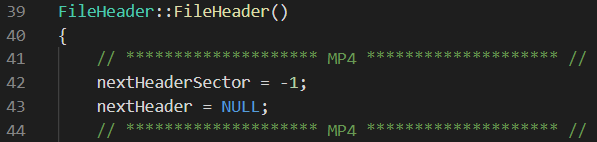 39 FileHeader::FileHeader()
40 {
41 // ******************** MP4 ******************** //
42 nextHeaderSector = -1;
43 nextHeader = NULL;
44 // ******************** MP4 ******************** //